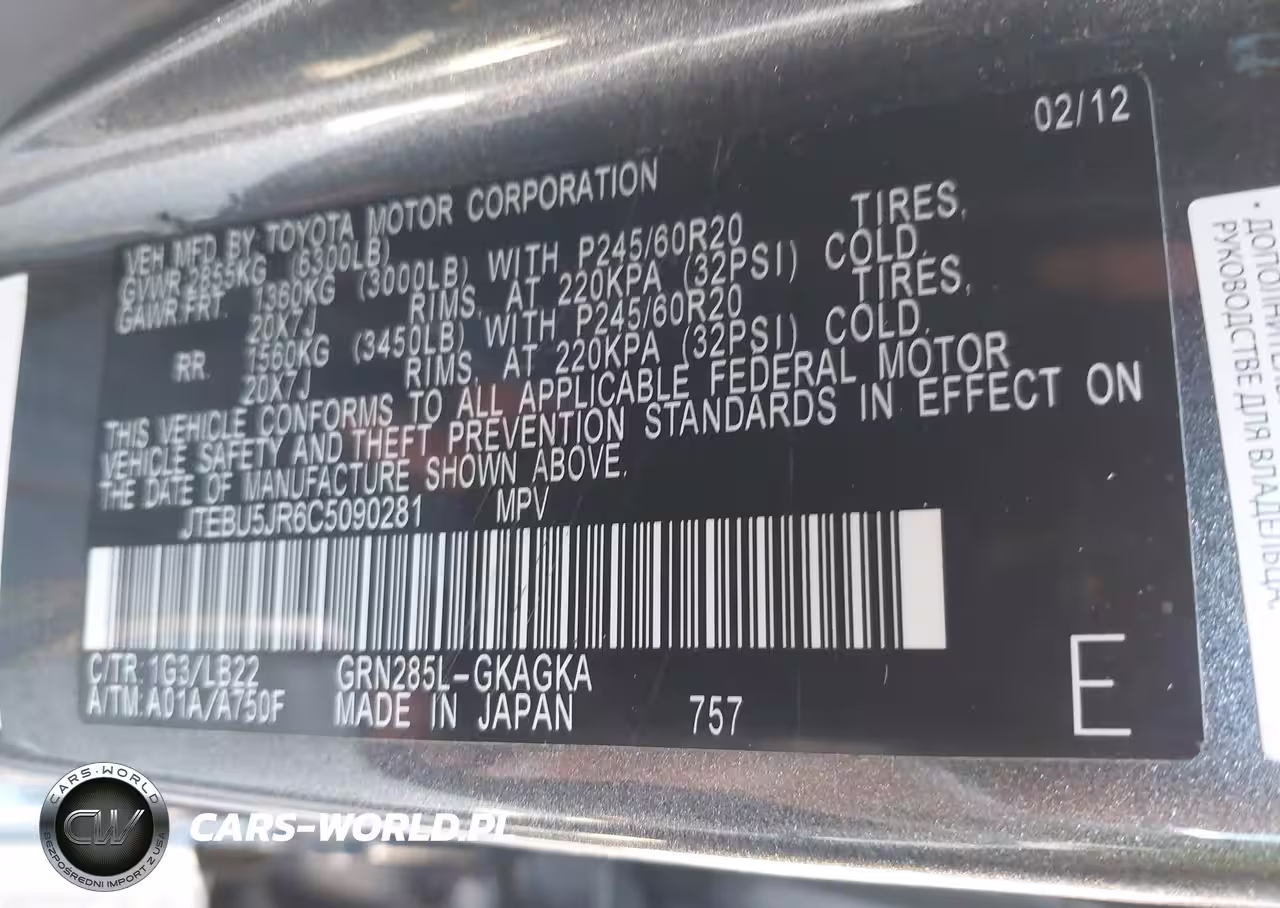 02/12
VEH MFD BY TOYOTA MOTOR CORPORATION
GVWR 2855KG (6300LB)
GAWR FRT. 1360KG (3000LB) WITH P245/60R20 TIRES,
20X7J RIMS, AT 220KPA (32PSI) COLD.
RR. 1560KG (3450LB) WITH P245/60R20 TIRES,
20X7J RIMS, AT 220KPA (32PSI) COLD.
THIS VEHICLE CONFORMS TO ALL APPLICABLE FEDERAL MOTOR
VEHICLE SAFETY AND THEFT PREVENTION STANDARDS IN EFFECT ON
THE DATE OF MANUFACTURE SHOWN ABOVE.
JTEBU5JR6C5090281 MPV
C/TR: 1G3/LB22 GRN285L-GKAGKA
A/TM: A01A/A750F MADE IN JAPAN 757
E
РУКОВОДСТВЕ ДЛЯ ВЛАДЕЛЬЦА.
CARS-WORLD
CW
BEZPOŚREDNI IMPORT Z USA
CARS-WORLD.PL